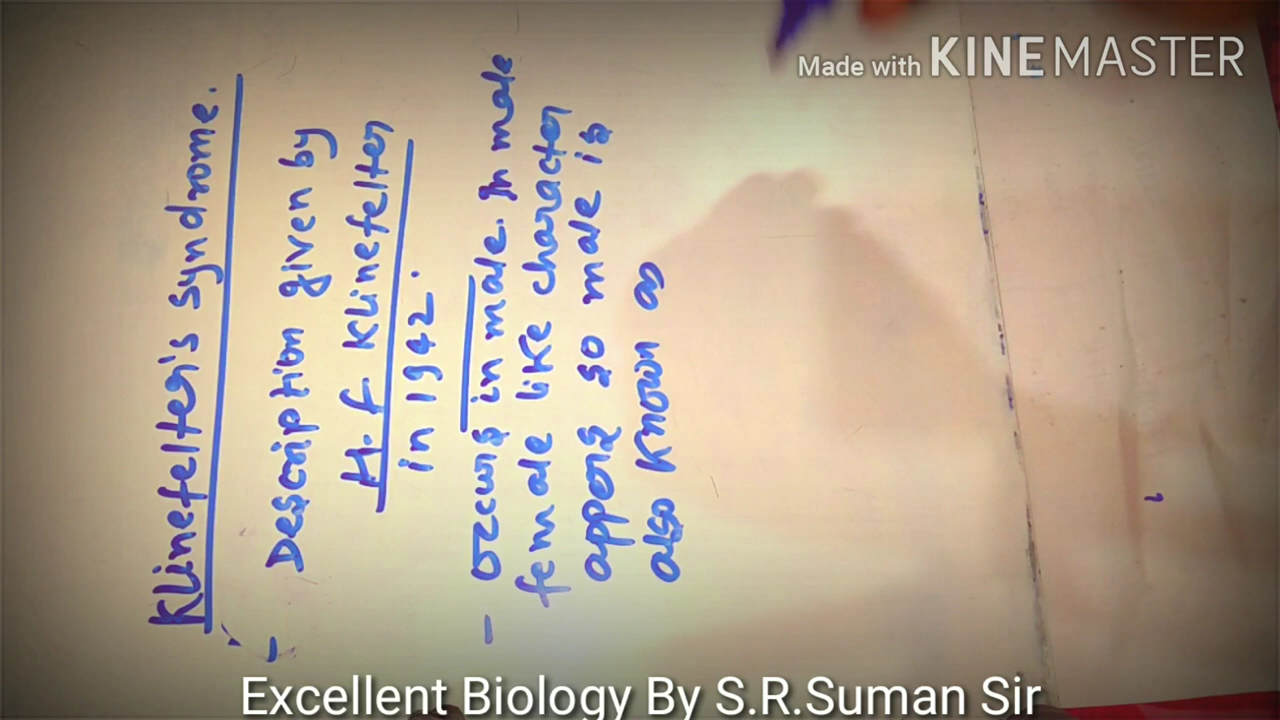 Klinefelter's syndrome.
- Description given by
H. f Klinefelter
in 1942.
- occurs in male. In male
female like character
appers so male is
also known as
Made with KINEMASTER
Excellent Biology By S.R.Suman Sir